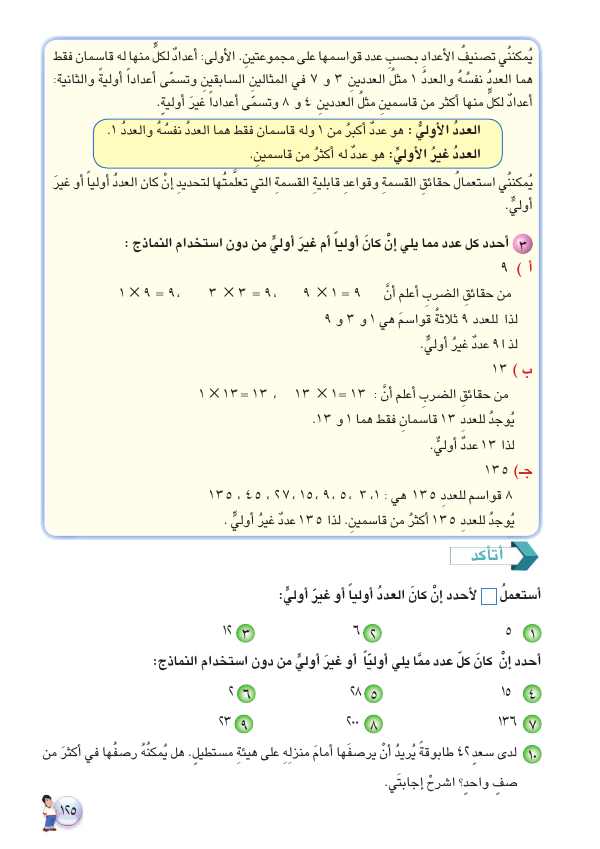 يُمكننُي تصنيفُ الأعدادِ بحسبِ عدد قواسمها على مجموعتينِ. الأولى: أعدادٌ لكلٍّ منها له قاسمان فقط
هما العددُ نفسُهُ والعددُ ١ مثلُ العددينِ ٣ و ٧ في المثالين السابقينِ وتسمّى أعداداً أوليةً والثانية:
أعدادٌ لكلٍّ منها أكثر من قاسمينِ مثلُ العددينِ ٤ و ٨ وتسمّى أعداداً غيرَ أوليةٍ.
العددُ الأوليُّ : هو عددٌ أكبرُ من ١ وله قاسمان فقط هما العددُ نفسُهُ والعددُ ١.
العددُ غيرُ الأوليِّ: هو عددٌ له أكثرُ من قاسمينِ.
يُمكننُي استعمالُ حقائقِ القسمةِ وقواعدِ قابليةِ القسمةِ التي تعلَّمتُها لتحديدِ إنْ كان العددُ أولياً أو غيرَ
أوليٍّ.
٣ أحدد كل عدد مما يلي إنْ كانَ أولياً أم غيرَ أوليٍّ من دون استخدام النماذج :
أ ) ٩
من حقائقِ الضربِ أعلم أنَّ ٩ = ١ × ٩ ، ٩ = ٣ × ٣ ، ٩ = ٩ × ١
لذا للعدد ٩ ثلاثةُ قواسمَ هي ١ و ٣ و ٩
لذا ٩١ عددٌ غيرُ أوليٍّ.
ب ) ١٣
من حقائقِ الضربِ أعلم أنَّ : ١٣ =١ × ١٣ ، ١٣ = ١٣ × ١
يُوجدُ للعدد ١٣ قاسمان فقط هما ١ و ١٣.
لذا ١٣ عددٌ أوليٌّ.
جـ) ١٣٥
٨ قواسم للعددِ ١٣٥ هي : ١، ٣ ، ٥، ٩، ١٥، ٢٧ ، ٤٥ ، ١٣٥
يُوجدُ للعددِ ١٣٥ أكثرُ من قاسمينِ. لذا ١٣٥ عددٌ غيرُ أوليٍّ .
أتأكد
أستعملُ □ لأحدد إنْ كانَ العددُ أولياً أو غيرَ أوليٍّ:
١ ٥ ٢ ٦ ٣ ١٢
أحدد إنْ كانَ كلّ عدد ممَّا يلي أوليّاً أو غيرَ أوليٍّ من دون استخدام النماذج:
٤ ١٥ ٥ ٢٨ ٦ ٢
٧ ١٣٦ ٨ ٢٠٠ ٩ ٢٣
١٠ لدى سعدٍ ٤٢ طابوقةً يُريدُ أنْ يرصفَها أمامَ منزلهِ على هيئةِ مستطيلٍ. هل يمكنُهُ رصفُها في أكثرَ من
صفٍ واحدٍ؟ اشرحْ إجابتَي.
١٢٥